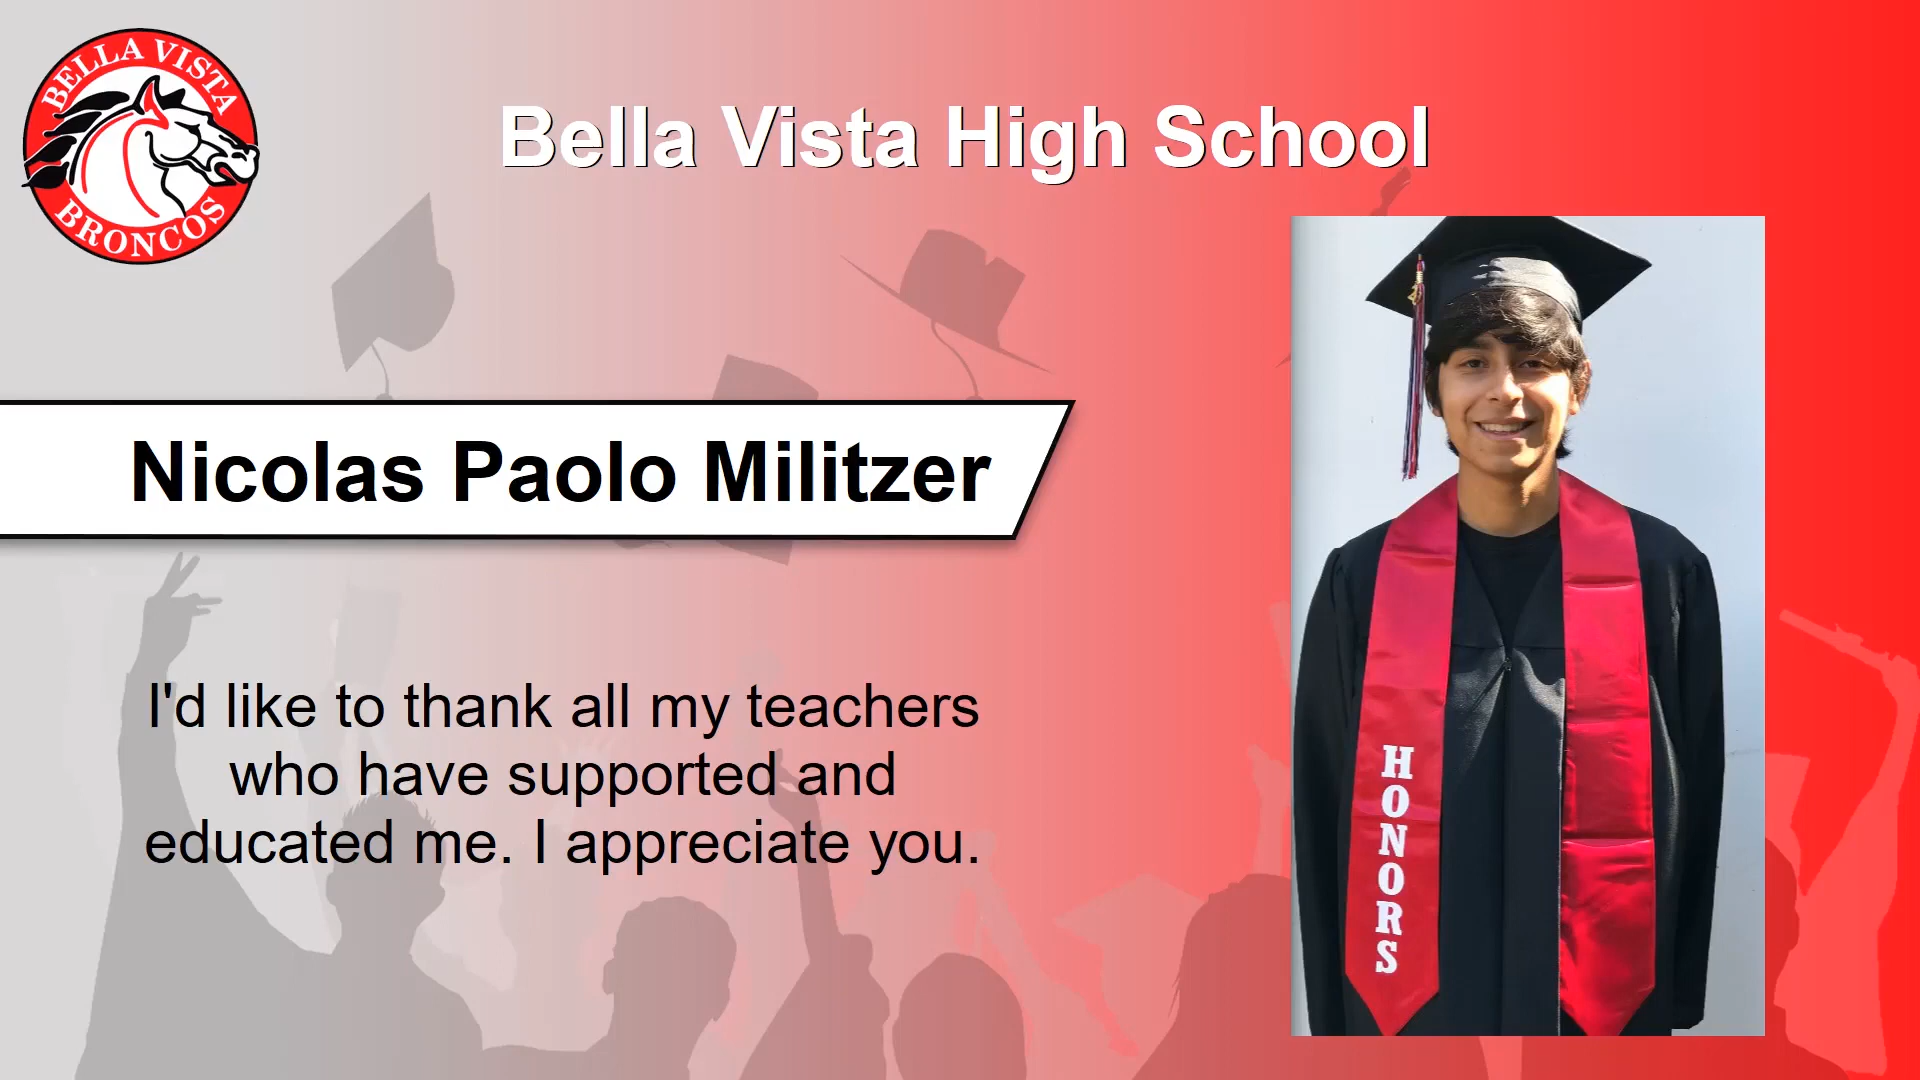 BELLA VISTA
BRONCOS
Bella Vista High School
Nicolas Paolo Militzer
I'd like to thank all my teachers
who have supported and
educated me. I appreciate you.
HONORS